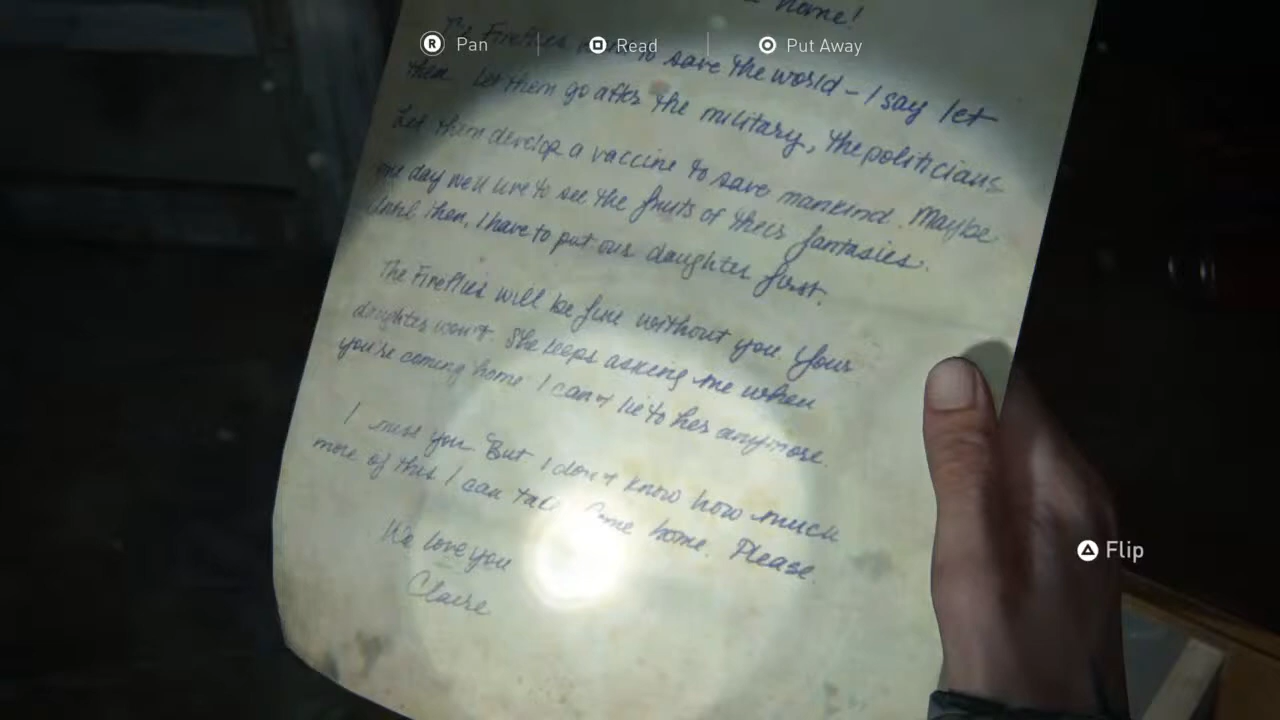 home!
The Fireflies want to save the world – I say let
them. Let them go after the military, the politicians
Let them develop a vaccine to save mankind. Maybe
one day we'll live to see the fruits of their fantasies.
Until then, I have to put our daughter first.
The Fireflies will be fine without you. Your
daughter won't. She keeps asking me when
you're coming home. I can't lie to her anymore.
I miss you. But I don't know how much
more of this I can take. Come home. Please.
We love you
Claire
R Pan
Read
Put Away
Flip